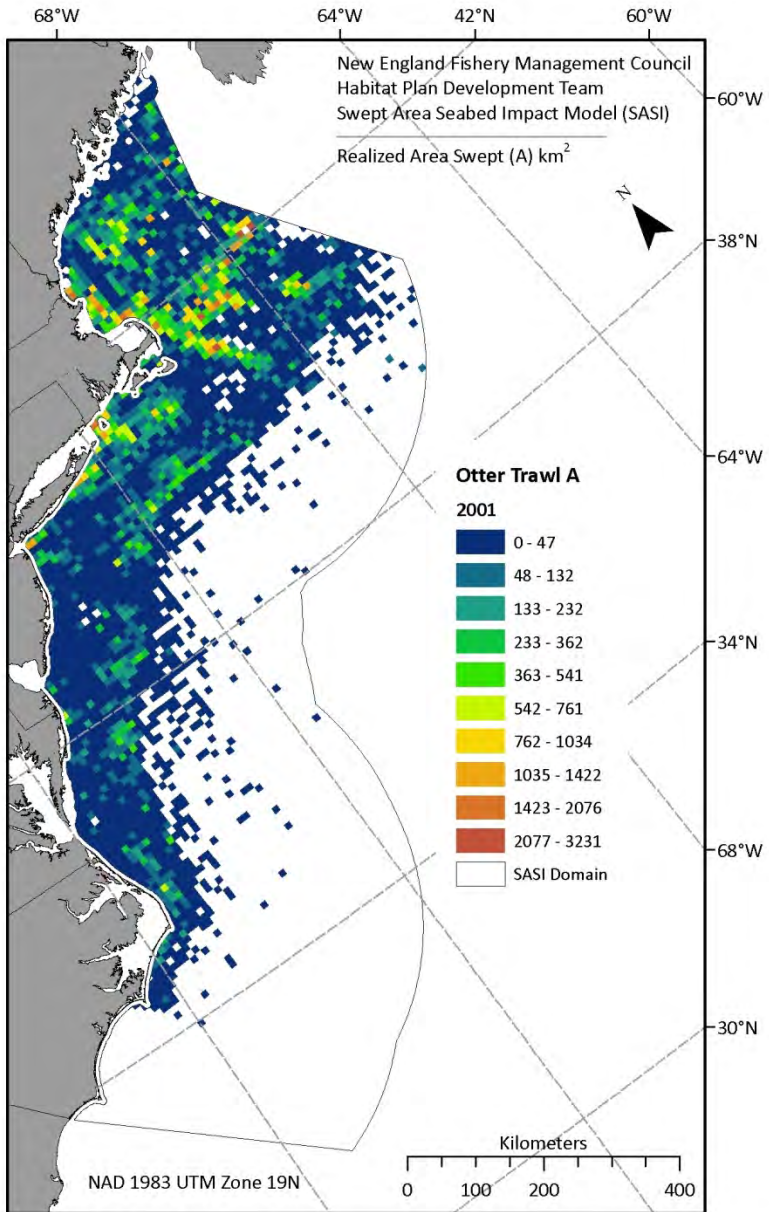 68°W
64°W
42°N
60°W
New England Fishery Management Council
Habitat Plan Development Team
Swept Area Seabed Impact Model (SASI)
Realized Area Swept (A) km²
N
60°W
38°N
64°W
34°N
68°W
30°N
Otter Trawl A
2001
0 - 47
48 - 132
133 - 232
233 - 362
363 - 541
542 - 761
762 - 1034
1035 - 1422
1423 - 2076
2077 - 3231
SASI Domain
Kilometers
0 100 200 400
NAD 1983 UTM Zone 19N